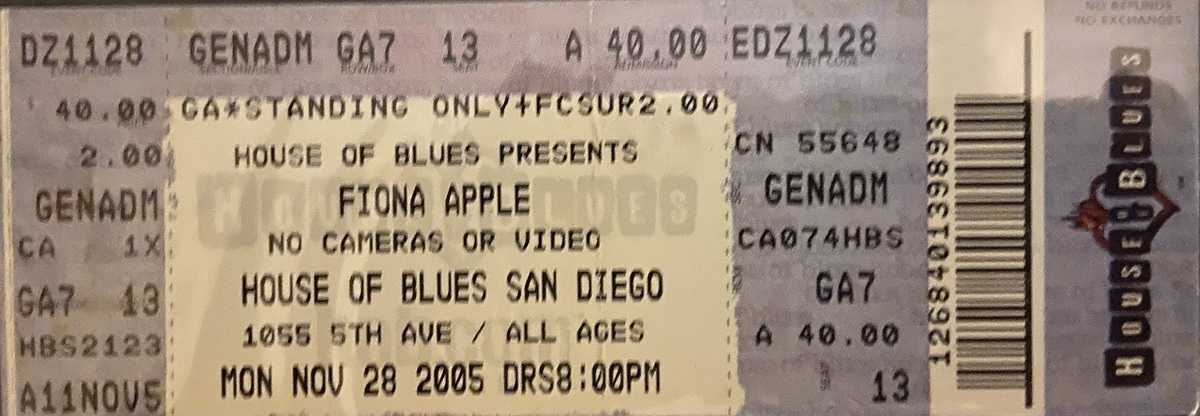 DZ1128 GENADM GA7 13 A 40.00 EDZ1128
40.00
2.00
GENADM
CA 1X
GA7 13
HBS2123
A11NOV5
GA*STANDING ONLY+FCSUR2.00
HOUSE OF BLUES PRESENTS
FIONA APPLE
NO CAMERAS OR VIDEO
HOUSE OF BLUES SAN DIEGO
1055 5TH AVE / ALL AGES
MON NOV 28 2005 DRS8:00PM
CN 55648
GENADM
CA074HBS
GA7
A 40.00
13
126840139893
NO REFUNDS
NO EXCHANGES
HOUSE OF BLUES